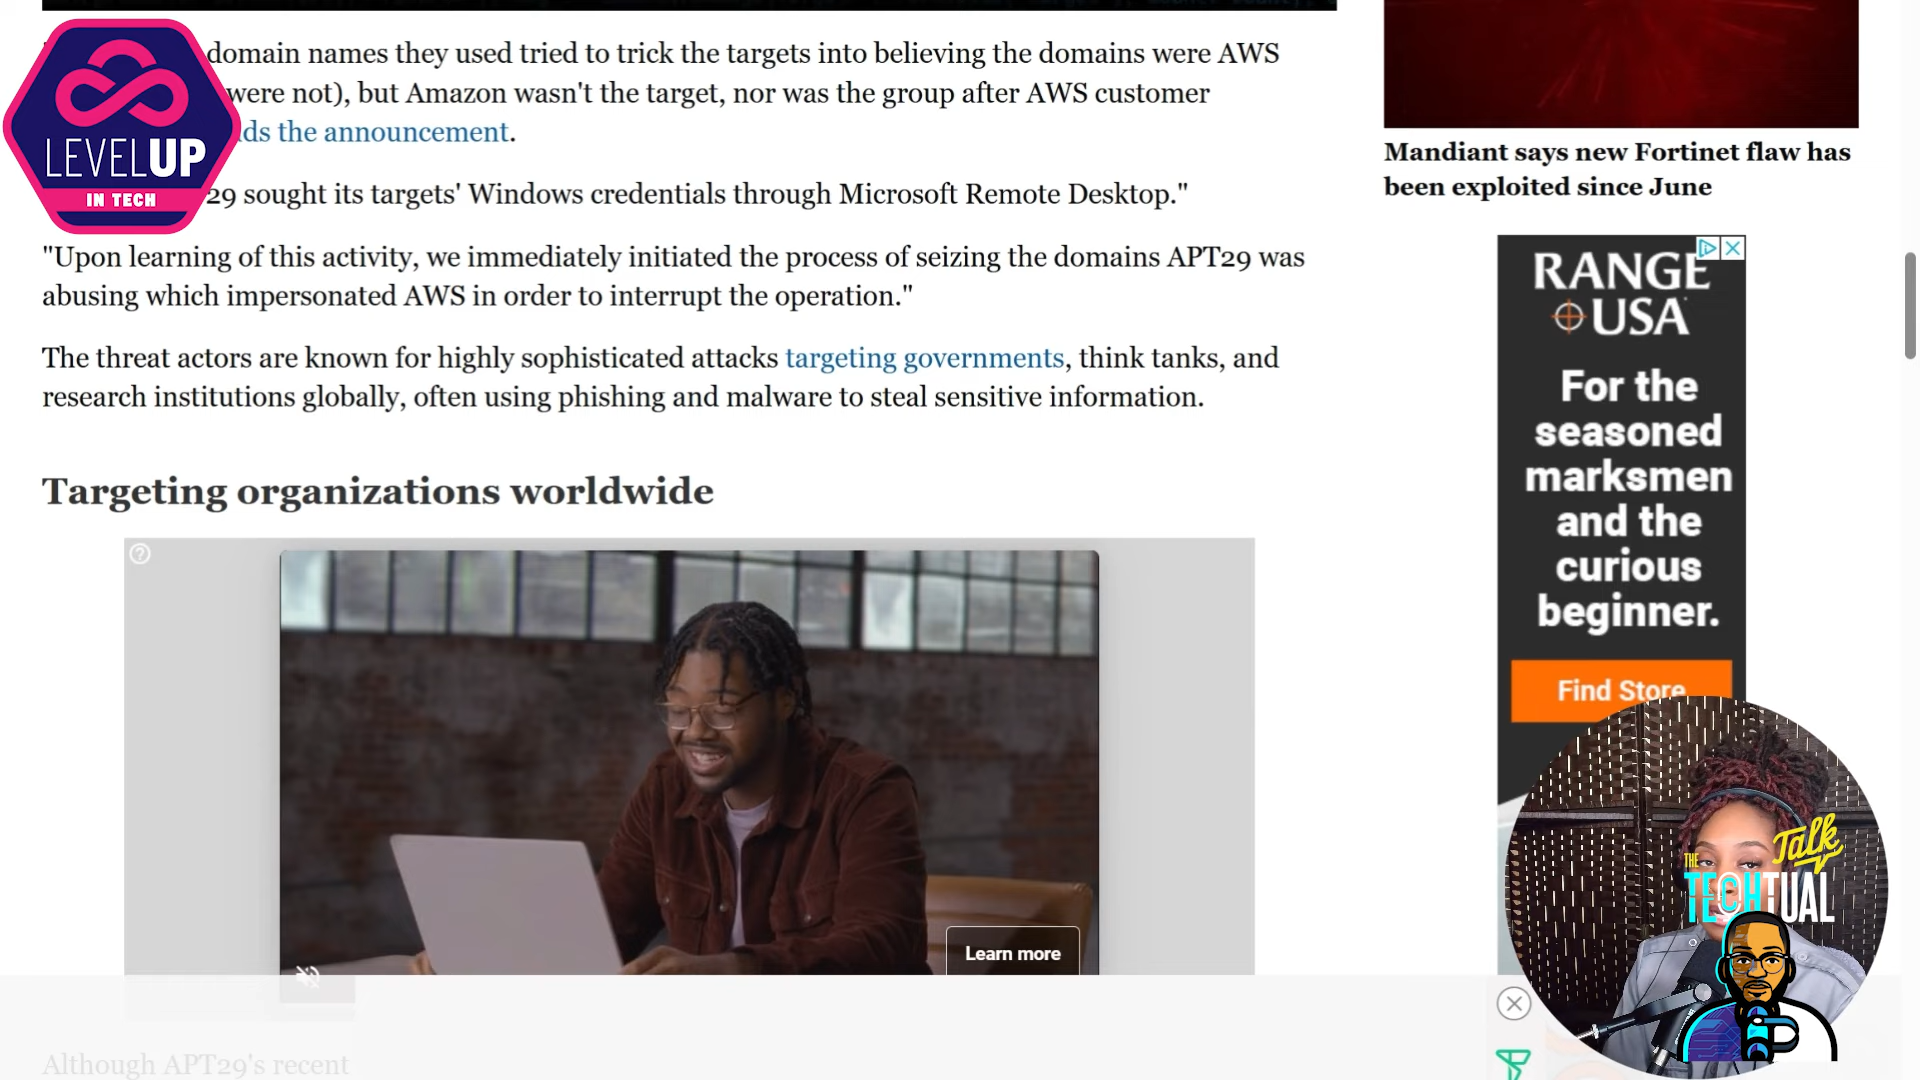 domain names they used tried to trick the targets into believing the domains were AWS
were not), but Amazon wasn't the target, nor was the group after AWS customer
ds the announcement.
29 sought its targets' Windows credentials through Microsoft Remote Desktop."
"Upon learning of this activity, we immediately initiated the process of seizing the domains APT29 was
abusing which impersonated AWS in order to interrupt the operation."
The threat actors are known for highly sophisticated attacks targeting governments, think tanks, and
research institutions globally, often using phishing and malware to steal sensitive information.
Targeting organizations worldwide
Learn more
Although APT29's recent
LEVELUP
IN TECH
Mandiant says new Fortinet flaw has
been exploited since June
RANGE
USA
For the
seasoned
marksmen
and the
curious
beginner.
Find Store
THE
Talk
TECHTUAL